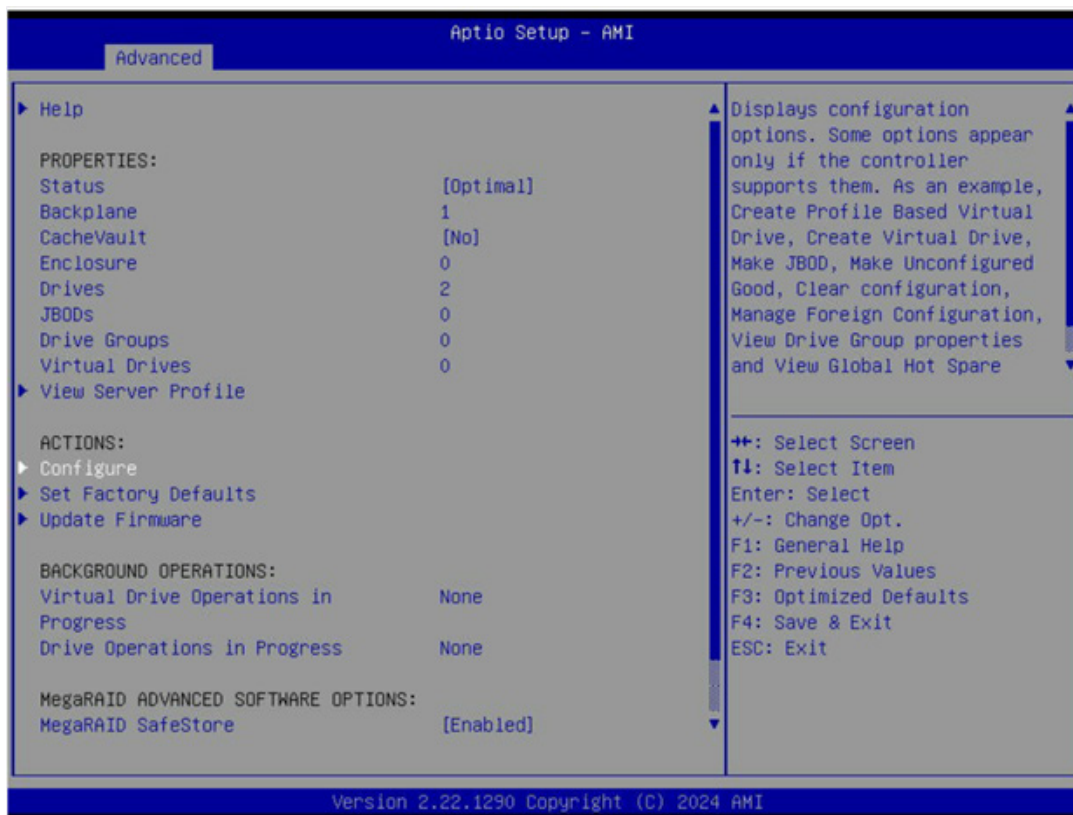 Aptio Setup - AMI
Advanced
Help
PROPERTIES:
Status [Optimal]
Backplane 1
CacheVault [No]
Enclosure 0
Drives 2
JBODs 0
Drive Groups 0
Virtual Drives 0
View Server Profile
ACTIONS:
Configure
Set Factory Defaults
Update Firmware
BACKGROUND OPERATIONS:
Virtual Drive Operations in None
Progress
Drive Operations in Progress None
MegaRAID ADVANCED SOFTWARE OPTIONS:
MegaRAID SafeStore [Enabled]
Displays configuration
options. Some options appear
only if the controller
supports them. As an example,
Create Profile Based Virtual
Drive, Create Virtual Drive,
Make JBOD, Make Unconfigured
Good, Clear configuration,
Manage Foreign Configuration,
View Drive Group properties
and View Global Hot Spare
→←: Select Screen
↑↓: Select Item
Enter: Select
+/-: Change Opt.
F1: General Help
F2: Previous Values
F3: Optimized Defaults
F4: Save & Exit
ESC: Exit
Version 2.22.1290 Copyright (C) 2024 AMI